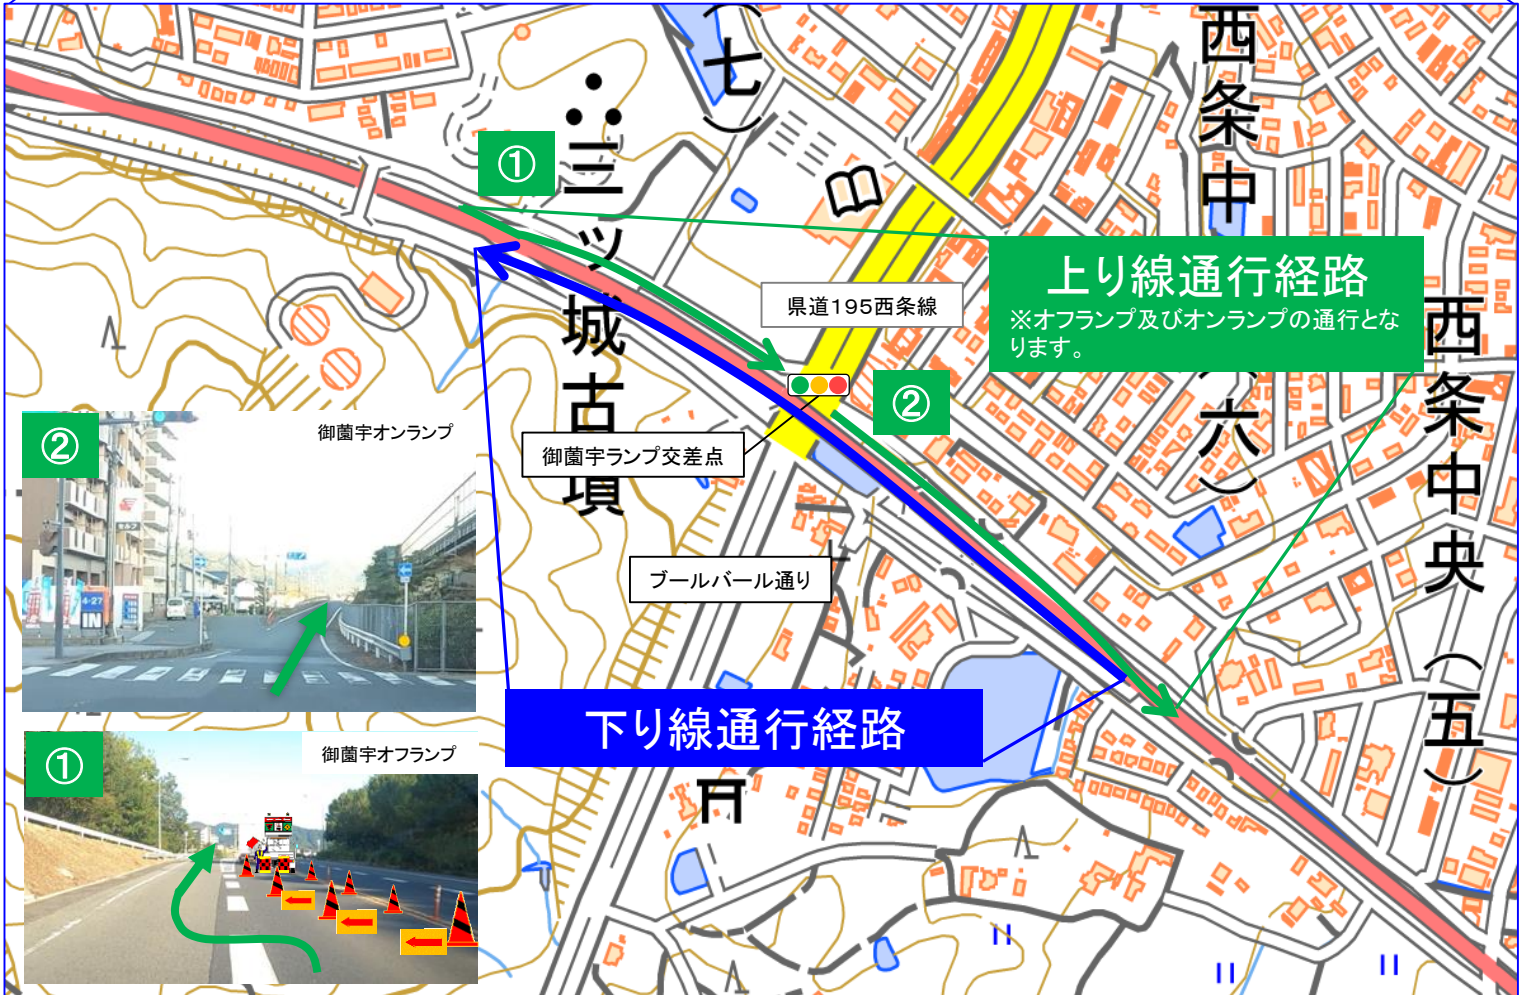 （七）
西条中
①
三ツ城古墳
上り線通行経路
※オフランプ及びオンランプの通行とな
ります。
県道195西条線
西条中央（五）
六）
②
御薗宇ランプ交差点
②
御薗宇オンランプ
4-27
IN
ブールバール通り
下り線通行経路
①
御薗宇オフランプ